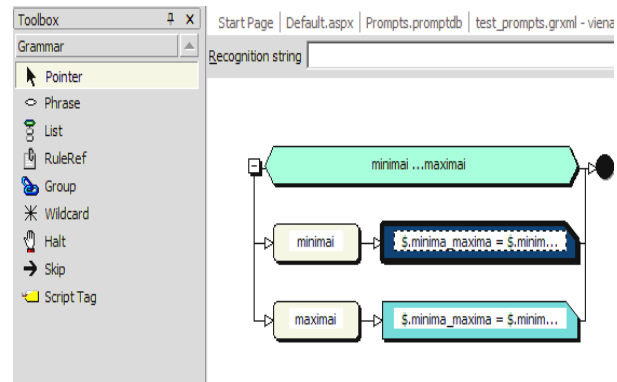 Toolbox
Start Page Default.aspx Prompts.promptdb test_prompts.grxml - viena
Grammar
Recognition string
Pointer
Phrase
List
RuleRef
Group
Wildcard
Halt
Skip
Script Tag
minimai ...maximai
minimai $.minima_maxima = $.minim...
maximai $.minima_maxima = $.minim...